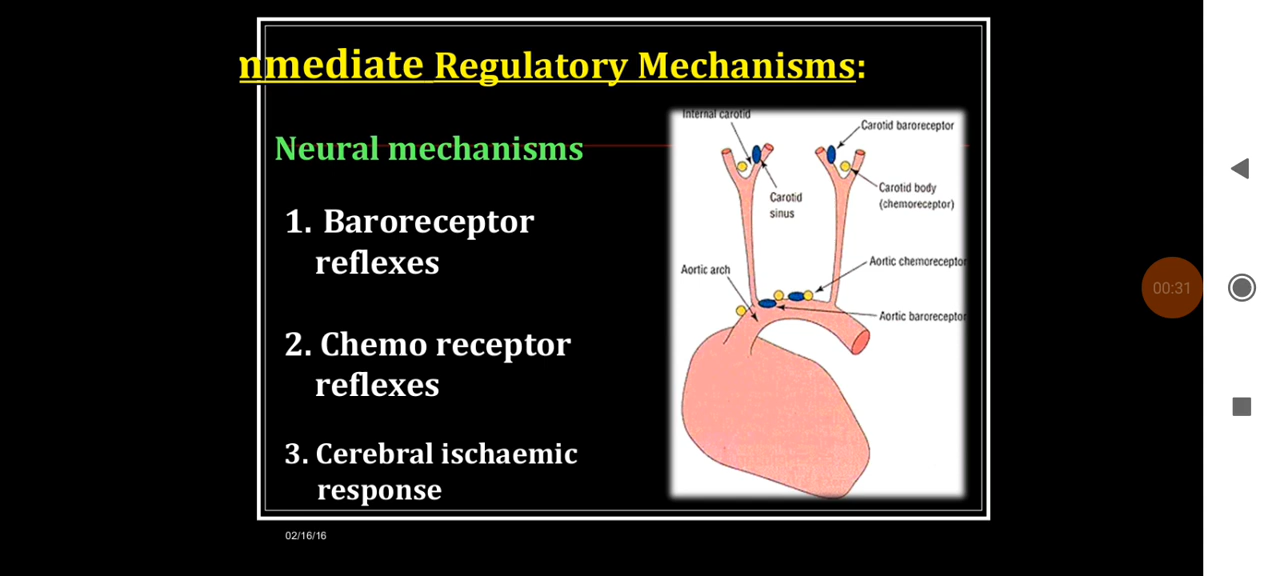 nmediate Regulatory Mechanisms:
Neural mechanisms
1. Baroreceptor
reflexes
2. Chemo receptor
reflexes
3. Cerebral ischaemic
response
Internal carotid
Carotid baroreceptor
Carotid
sinus
Carotid body
(chemoreceptor)
Aortic arch
Aortic chemoreceptor
Aortic baroreceptor
02/16/16
00:31